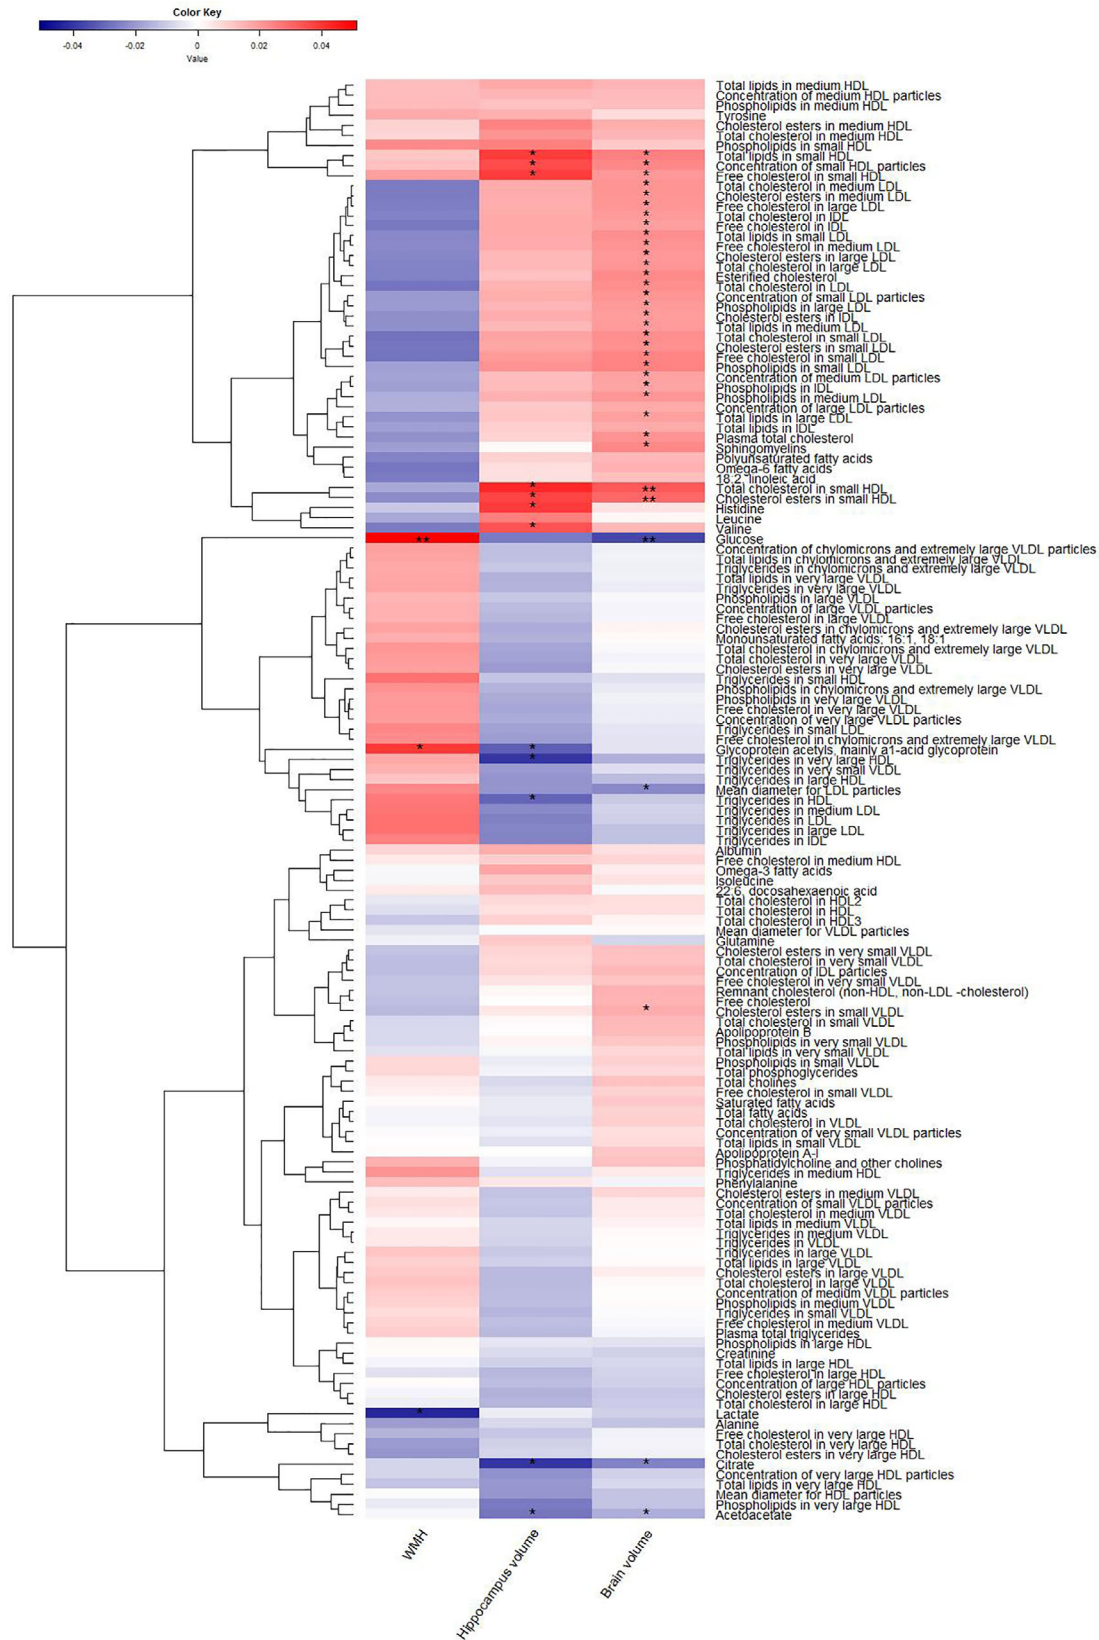 Color Key
-0.04 -0.02 0 0.02 0.04
Value
Total lipids in medium HDL
Concentration of medium HDL particles
Phospholipids in medium HDL
Tyrosine
Cholesterol esters in medium HDL
Total cholesterol in medium HDL
Phospholipids in small HDL
* * Total lipids in small HDL
* * Concentration of small HDL particles
* * Free cholesterol in small HDL
* Total cholesterol in medium LDL
* Cholesterol esters in medium LDL
* Free cholesterol in large LDL
* Total cholesterol in IDL
* Free cholesterol in IDL
* Total lipids in small LDL
* Free cholesterol in medium LDL
* Cholesterol esters in large LDL
* Total cholesterol in large LDL
* Esterified cholesterol
* Total cholesterol in LDL
* Concentration of small LDL particles
* Phospholipids in large LDL
* Cholesterol esters in IDL
* Total lipids in medium LDL
* Total cholesterol in small LDL
* Cholesterol esters in small LDL
* Free cholesterol in small LDL
* Phospholipids in small LDL
* Concentration of medium LDL particles
* Phospholipids in IDL
* Phospholipids in medium LDL
Concentration of large LDL particles
* Total lipids in large LDL
Total lipids in IDL
* Plasma total cholesterol
* Sphingomyelins
Polyunsaturated fatty acids
Omega-6 fatty acids
18:2, linoleic acid
* ** Total cholesterol in small HDL
* ** Cholesterol esters in small HDL
* Histidine
Leucine
* Valine
** ** Glucose
Concentration of chylomicrons and extremely large VLDL particles
Total lipids in chylomicrons and extremely large VLDL
Triglycerides in chylomicrons and extremely large VLDL
Total lipids in very large VLDL
Triglycerides in very large VLDL
Phospholipids in large VLDL
Concentration of large VLDL particles
Free cholesterol in large VLDL
Cholesterol esters in chylomicrons and extremely large VLDL
Monounsaturated fatty acids; 16:1, 18:1
Total cholesterol in chylomicrons and extremely large VLDL
Total cholesterol in very large VLDL
Cholesterol esters in very large VLDL
Triglycerides in small HDL
Phospholipids in chylomicrons and extremely large VLDL
Phospholipids in very large VLDL
Free cholesterol in very large VLDL
Concentration of very large VLDL particles
Triglycerides in small LDL
Free cholesterol in chylomicrons and extremely large VLDL
* * Glycoprotein acetyls, mainly a1-acid glycoprotein
* Triglycerides in very large HDL
Triglycerides in very small VLDL
Triglycerides in large HDL
* Mean diameter for LDL particles
* Triglycerides in HDL
Triglycerides in medium LDL
Triglycerides in LDL
Triglycerides in large LDL
Triglycerides in IDL
Albumin
Free cholesterol in medium HDL
Omega-3 fatty acids
Isoleucine
22:6, docosahexaenoic acid
Total cholesterol in HDL2
Total cholesterol in HDL
Total cholesterol in HDL3
Mean diameter for VLDL particles
Glutamine
Cholesterol esters in very small VLDL
Total cholesterol in very small VLDL
Concentration of IDL particles
Free cholesterol in very small VLDL
Remnant cholesterol (non-HDL, non-LDL -cholesterol)
Free cholesterol
* Cholesterol esters in small VLDL
Total cholesterol in small VLDL
Apolipoprotein B
Phospholipids in very small VLDL
Total lipids in very small VLDL
Phospholipids in small VLDL
Total phosphoglycerides
Total cholines
Free cholesterol in small VLDL
Saturated fatty acids
Total fatty acids
Total cholesterol in VLDL
Concentration of very small VLDL particles
Total lipids in small VLDL
Apolipoprotein A-I
Phosphatidylcholine and other cholines
Triglycerides in medium HDL
Phenylalanine
Cholesterol esters in medium VLDL
Concentration of small VLDL particles
Total cholesterol in medium VLDL
Total lipids in medium VLDL
Triglycerides in medium VLDL
Triglycerides in VLDL
Triglycerides in large VLDL
Total lipids in large VLDL
Cholesterol esters in large VLDL
Total cholesterol in large VLDL
Concentration of medium VLDL particles
Phospholipids in medium VLDL
Triglycerides in small VLDL
Free cholesterol in medium VLDL
Plasma total triglycerides
Phospholipids in large HDL
Creatinine
Total lipids in large HDL
Free cholesterol in large HDL
Concentration of large HDL particles
Cholesterol esters in large HDL
Total cholesterol in large HDL
* Lactate
Alanine
Free cholesterol in very large HDL
Total cholesterol in very large HDL
Cholesterol esters in very large HDL
* * Citrate
Concentration of very large HDL particles
Total lipids in very large HDL
Mean diameter for HDL particles
Phospholipids in very large HDL
* * Acetoacetate
WMH
Hippocampus volume
Brain volume